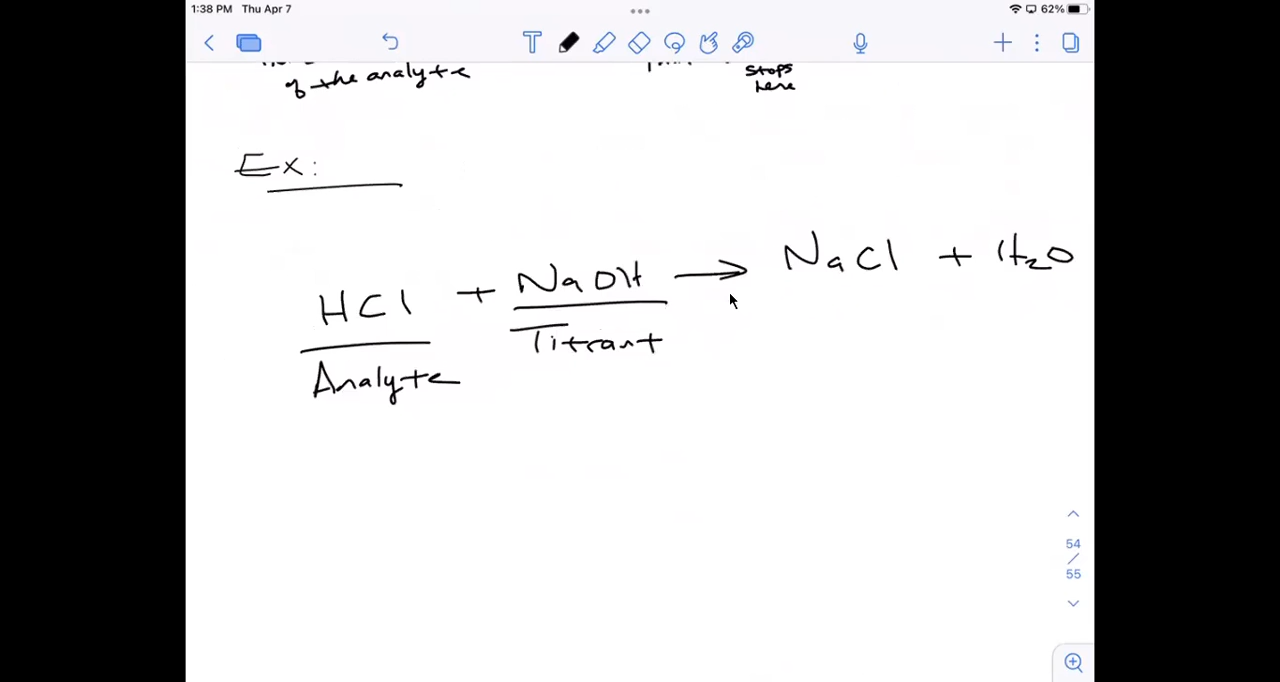 1:38 PM Thu Apr 7
62%
T
of the analyte
stops
here
Ex:
HCl + NaOH → NaCl + H₂O
Analyte
Titrant
54
55